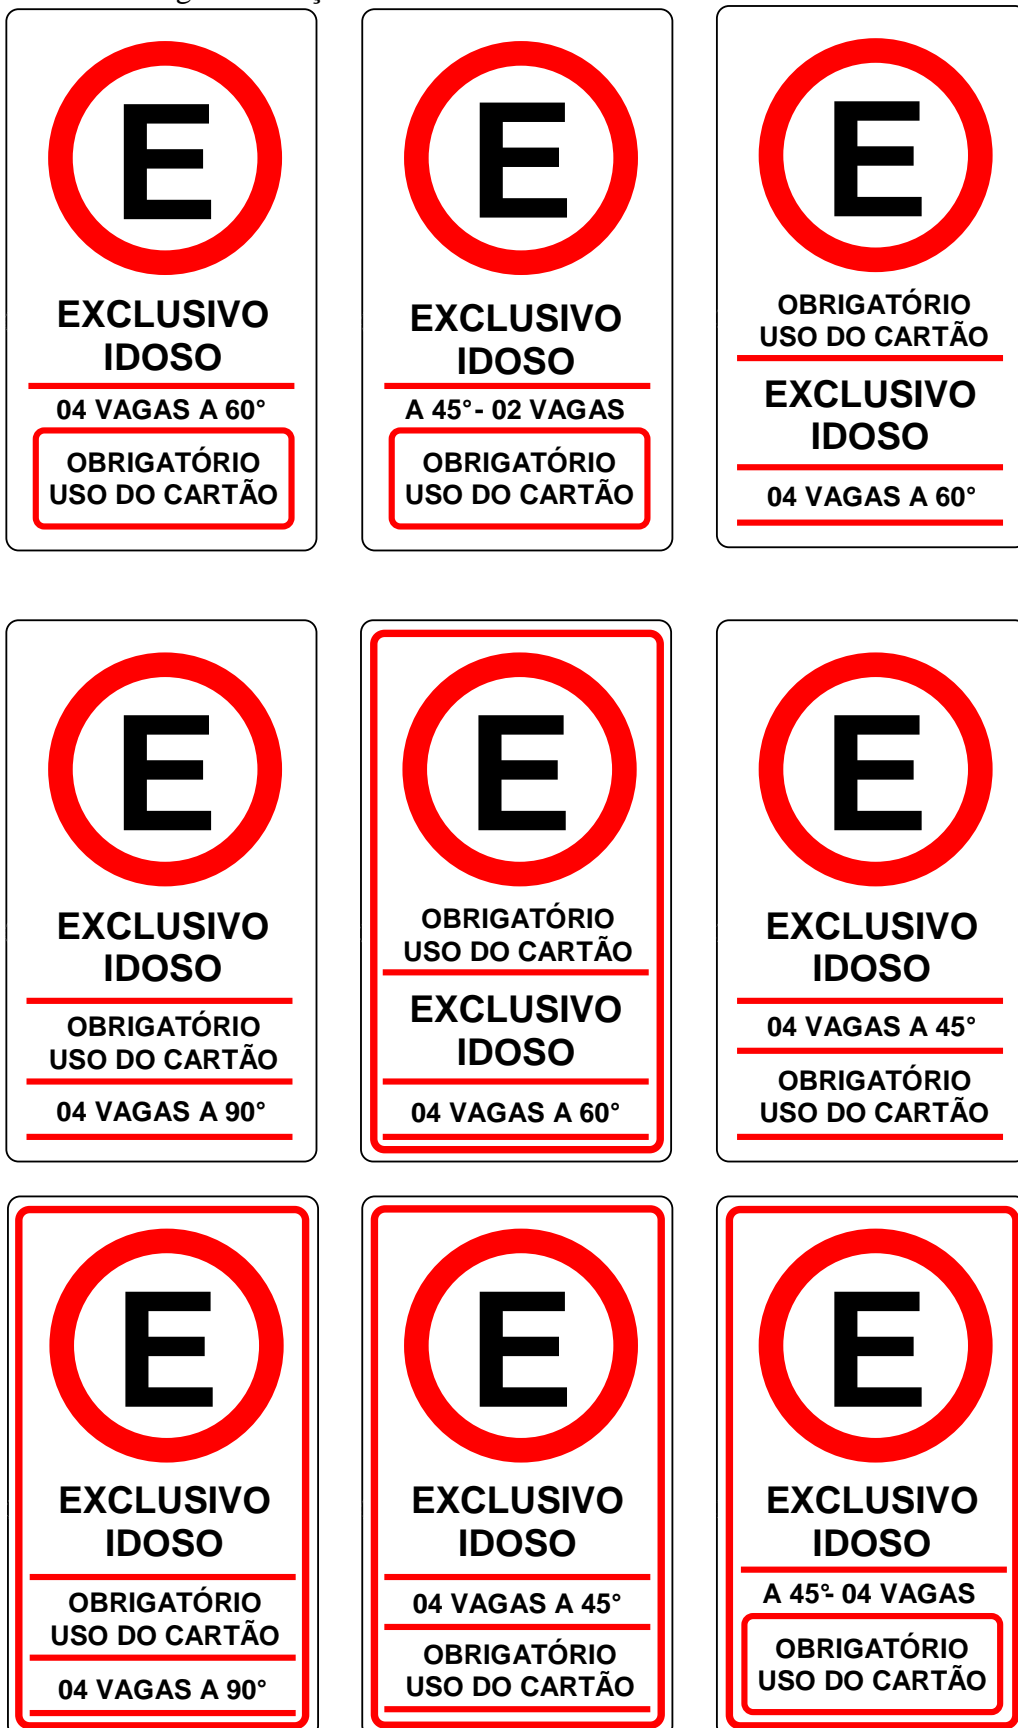 E
EXCLUSIVO
IDOSO
04 VAGAS A 60°
OBRIGATÓRIO
USO DO CARTÃO
E
EXCLUSIVO
IDOSO
A 45°- 02 VAGAS
OBRIGATÓRIO
USO DO CARTÃO
E
OBRIGATÓRIO
USO DO CARTÃO
EXCLUSIVO
IDOSO
04 VAGAS A 60°
E
EXCLUSIVO
IDOSO
OBRIGATÓRIO
USO DO CARTÃO
04 VAGAS A 90°
E
OBRIGATÓRIO
USO DO CARTÃO
EXCLUSIVO
IDOSO
04 VAGAS A 60°
E
EXCLUSIVO
IDOSO
04 VAGAS A 45°
OBRIGATÓRIO
USO DO CARTÃO
E
EXCLUSIVO
IDOSO
OBRIGATÓRIO
USO DO CARTÃO
04 VAGAS A 90°
E
EXCLUSIVO
IDOSO
04 VAGAS A 45°
OBRIGATÓRIO
USO DO CARTÃO
E
EXCLUSIVO
IDOSO
A 45°- 04 VAGAS
OBRIGATÓRIO
USO DO CARTÃO